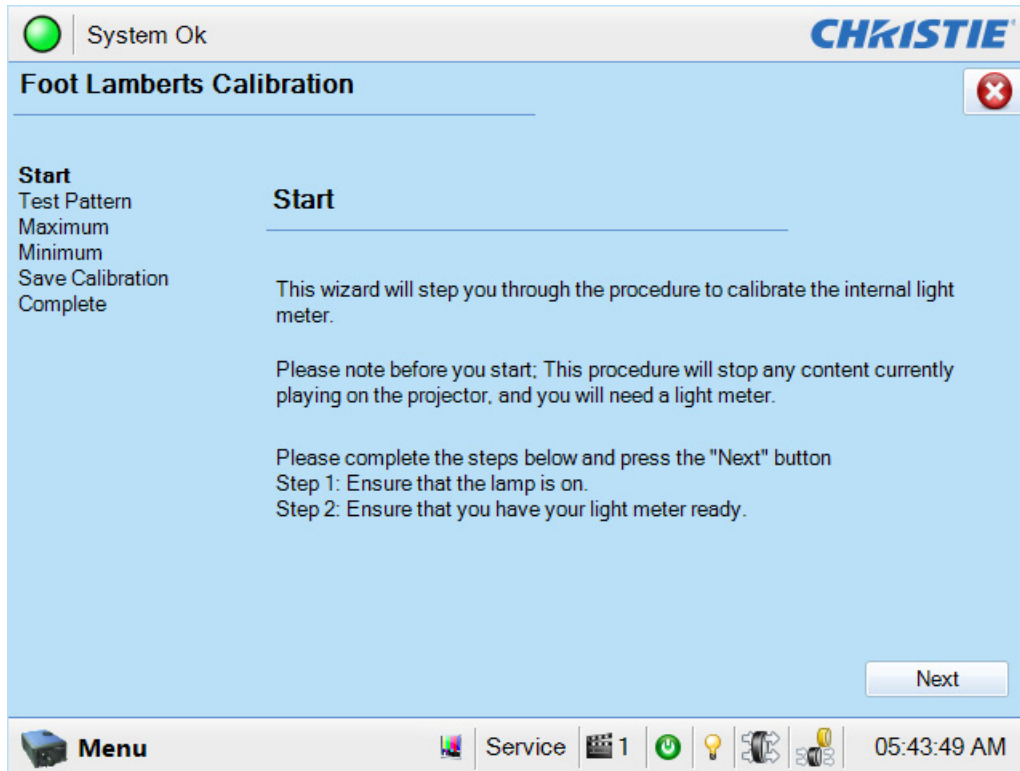 System Ok
CHRISTIE
Foot Lamberts Calibration
Start
Test Pattern
Maximum
Minimum
Save Calibration
Complete
Start
This wizard will step you through the procedure to calibrate the internal light
meter.
Please note before you start; This procedure will stop any content currently
playing on the projector, and you will need a light meter.
Please complete the steps below and press the "Next" button
Step 1: Ensure that the lamp is on.
Step 2: Ensure that you have your light meter ready.
Next
Menu
Service
1
05:43:49 AM